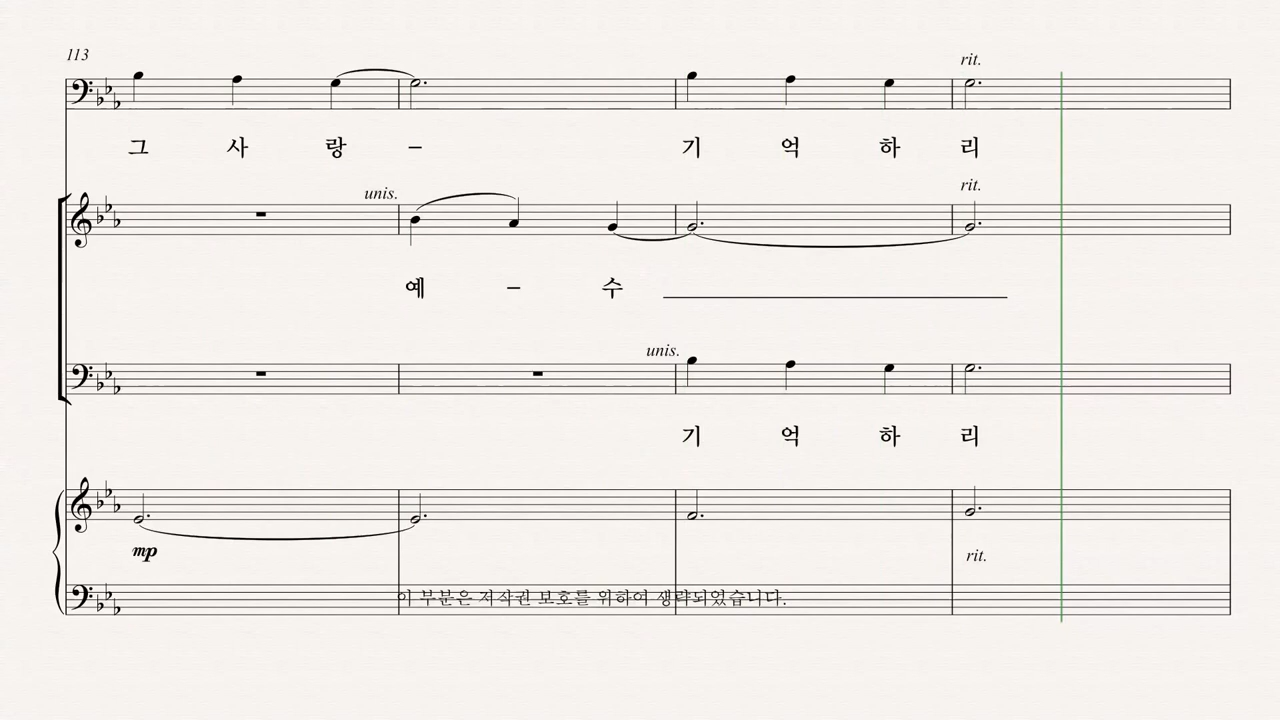 113
rit.
그 사 랑 – 기 억 하 리
unis.
rit.
예 – 수
unis.
기 억 하 리
mp
rit.
이 부분은 저작권 보호를 위하여 생략되었습니다.